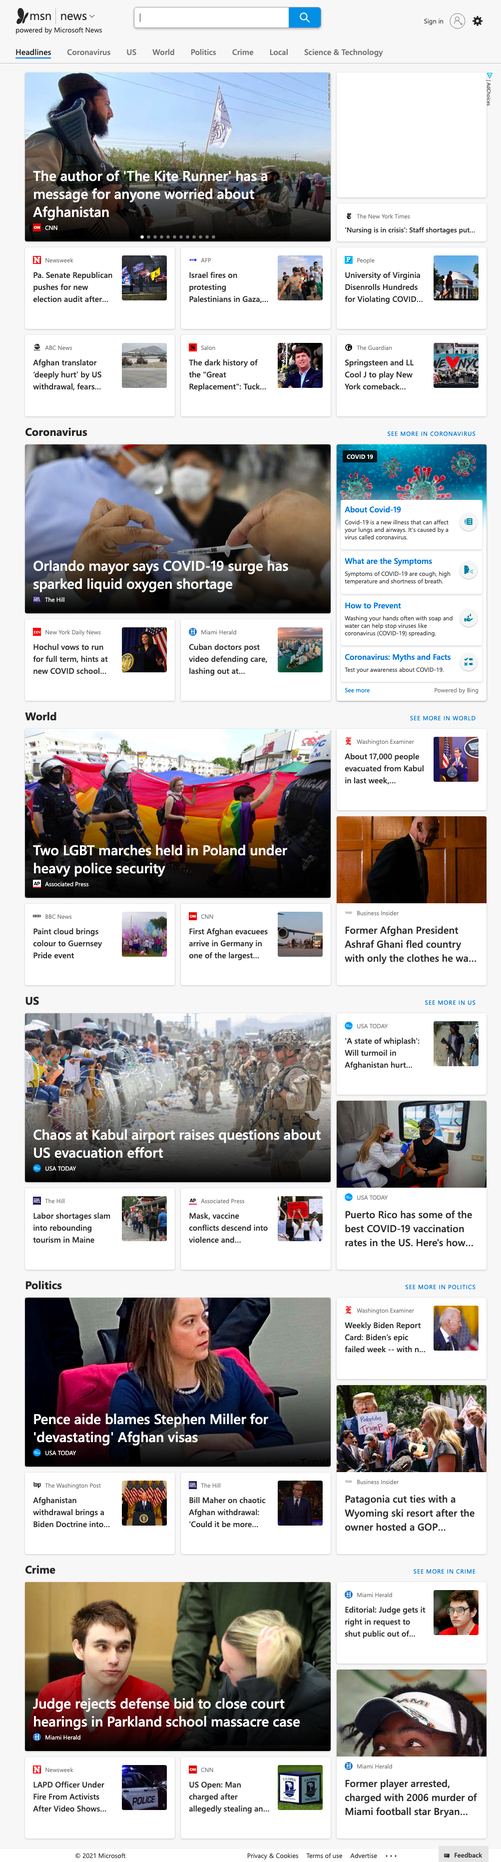 msn news
powered by Microsoft News
Sign in
Headlines Coronavirus US World Politics Crime Local Science & Technology
The author of 'The Kite Runner' has a
message for anyone worried about
Afghanistan
CNN
AdChoices
The New York Times
'Nursing is in crisis': Staff shortages put...
Newsweek
Pa. Senate Republican
pushes for new
election audit after...
AFP
Israel fires on
protesting
Palestinians in Gaza,...
People
University of Virginia
Disenrolls Hundreds
for Violating COVID...
ABC News
Afghan translator
'deeply hurt' by US
withdrawal, fears...
Salon
The dark history of
the "Great
Replacement": Tuck...
The Guardian
Springsteen and LL
Cool J to play New
York comeback...
Coronavirus
SEE MORE IN CORONAVIRUS
Orlando mayor says COVID-19 surge has
sparked liquid oxygen shortage
The Hill
COVID 19
About Covid-19
Covid-19 is a new illness that can affect
your lungs and airways. It's caused by a
virus called coronavirus.
What are the Symptoms
Symptoms of COVID-19 are cough, high
temperature and shortness of breath.
How to Prevent
Washing your hands often with soap and
water can help stop viruses like
coronavirus (COVID-19) spreading.
Coronavirus: Myths and Facts
Test your awareness about COVID-19.
See more
Powered by Bing
New York Daily News
Hochul vows to run
for full term, hints at
new COVID school...
Miami Herald
Cuban doctors post
video defending care,
lashing out at...
World
SEE MORE IN WORLD
Two LGBT marches held in Poland under
heavy police security
Associated Press
Washington Examiner
About 17,000 people
evacuated from Kabul
in last week,...
BBC News
Paint cloud brings
colour to Guernsey
Pride event
CNN
First Afghan evacuees
arrive in Germany in
one of the largest...
Business Insider
Former Afghan President
Ashraf Ghani fled country
with only the clothes he wa...
US
SEE MORE IN US
Chaos at Kabul airport raises questions about
US evacuation effort
USA TODAY
USA TODAY
'A state of whiplash':
Will turmoil in
Afghanistan hurt...
The Hill
Labor shortages slam
into rebounding
tourism in Maine
Associated Press
Mask, vaccine
conflicts descend into
violence and...
USA TODAY
Puerto Rico has some of the
best COVID-19 vaccination
rates in the US. Here's how...
Politics
SEE MORE IN POLITICS
Pence aide blames Stephen Miller for
'devastating' Afghan visas
USA TODAY
Washington Examiner
Weekly Biden Report
Card: Biden's epic
failed week -- with n...
The Washington Post
Afghanistan
withdrawal brings a
Biden Doctrine into...
The Hill
Bill Maher on chaotic
Afghan withdrawal:
'Could it be more...
Business Insider
Patagonia cut ties with a
Wyoming ski resort after the
owner hosted a GOP...
Crime
SEE MORE IN CRIME
Judge rejects defense bid to close court
hearings in Parkland school massacre case
Miami Herald
Miami Herald
Editorial: Judge gets it
right in request to
shut public out of...
Newsweek
LAPD Officer Under
Fire From Activists
After Video Shows...
POLICE
CNN
US Open: Man
charged after
allegedly stealing an...
Miami Herald
Former player arrested,
charged with 2006 murder of
Miami football star Bryan...
© 2021 Microsoft
Privacy & Cookies Terms of use Advertise
Feedback